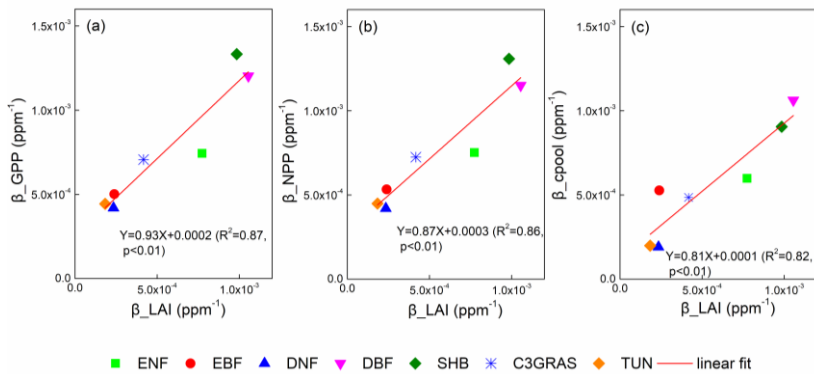 (a)
1.5x10⁻³
1.0x10⁻³
5.0x10⁻⁴
0.0
β_GPP (ppm⁻¹)
Y=0.93X+0.0002 (R²=0.87,
p<0.01)
0.0
5.0x10⁻⁴
1.0x10⁻³
β_LAI (ppm⁻¹)
(b)
1.5x10⁻³
1.0x10⁻³
5.0x10⁻⁴
0.0
β_NPP (ppm⁻¹)
Y=0.87X+0.0003 (R²=0.86,
p<0.01)
0.0
5.0x10⁻⁴
1.0x10⁻³
β_LAI (ppm⁻¹)
(c)
1.5x10⁻³
1.0x10⁻³
5.0x10⁻⁴
0.0
β_cpool (ppm⁻¹)
Y=0.81X+0.0001 (R²=0.82,
p<0.01)
0.0
5.0x10⁻⁴
1.0x10⁻³
β_LAI (ppm⁻¹)
ENF EBF DNF DBF SHB C3GRAS TUN linear fit